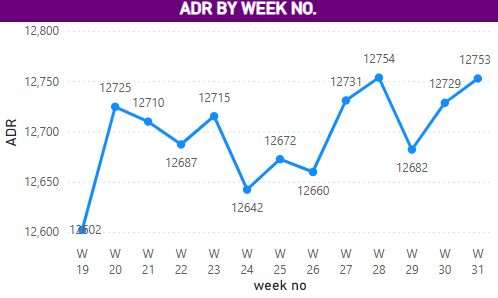 ADR BY WEEK NO.
12,800
12,750
12,700
12,650
12,600
ADR
12602
12725
12710
12687
12715
12642
12672
12660
12731
12754
12682
12729
12753
W 19
W 20
W 21
W 22
W 23
W 24
W 25
W 26
W 27
W 28
W 29
W 30
W 31
week no